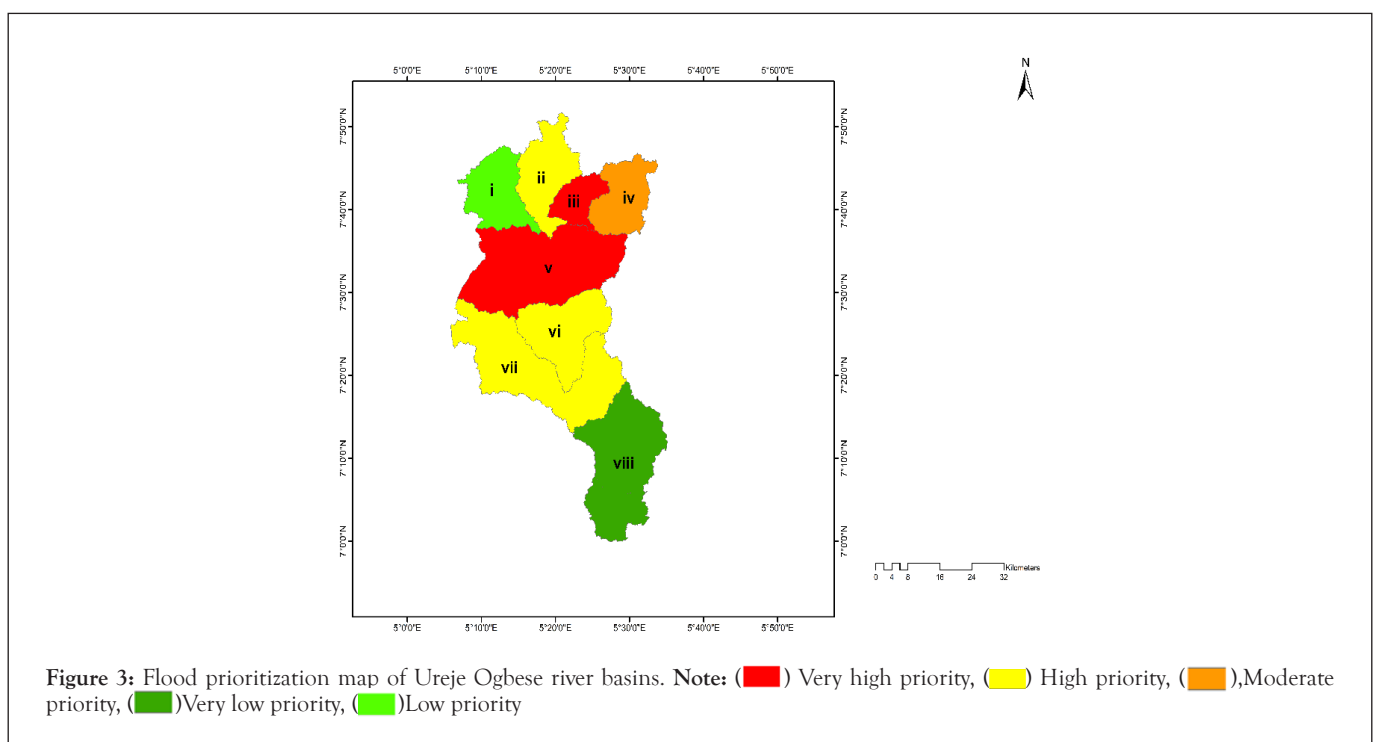 N
5°0'0"E 5°10'0"E 5°20'0"E 5°30'0"E 5°40'0"E 5°50'0"E
7°50'0"N 7°50'0"N
ii
i
iii
iv
7°40'0"N 7°40'0"N
v
7°30'0"N 7°30'0"N
vi
vii
7°20'0"N 7°20'0"N
viii
7°10'0"N 7°10'0"N
7°0'0"N 7°0'0"N
Kilometers
0 4 8 16 24 32
5°0'0"E 5°10'0"E 5°20'0"E 5°30'0"E 5°40'0"E 5°50'0"E
Figure 3: Flood prioritization map of Ureje Ogbese river basins. Note: ( ) Very high priority, ( ) High priority, ( ),Moderate
priority, ( )Very low priority, ( )Low priority